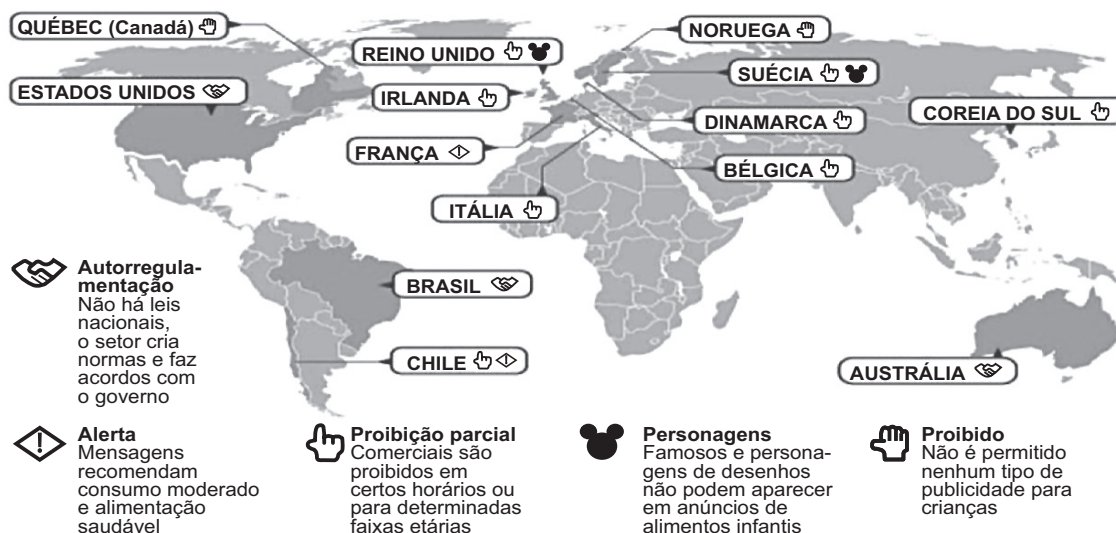 QUÉBEC (Canadá)
NORUEGA
REINO UNIDO
SUÉCIA
ESTADOS UNIDOS
IRLANDA
COREIA DO SUL
DINAMARCA
FRANÇA
BÉLGICA
ITÁLIA
BRASIL
CHILE
AUSTRÁLIA
Autorregula-
mentação
Não há leis
nacionais,
o setor cria
normas e faz
acordos com
o governo
Alerta
Mensagens
recomendam
consumo moderado
e alimentação
saudável
Proibição parcial
Comerciais são
proibidos em
certos horários ou
para determinadas
faixas etárias
Personagens
Famosos e persona-
gens de desenhos
não podem aparecer
em anúncios de
alimentos infantis
Proibido
Não é permitido
nenhum tipo de
publicidade para
crianças